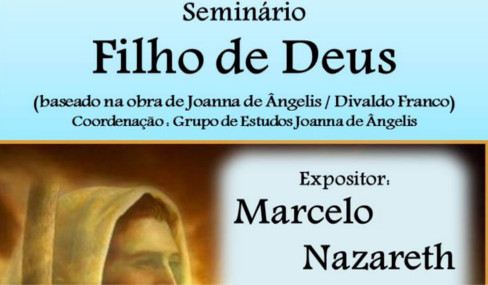 Seminário
Filho de Deus
(baseado na obra de Joanna de Ângelis / Divaldo Franco)
Coordenação : Grupo de Estudos Joanna de Ângelis
Expositor:
Marcelo
Nazareth